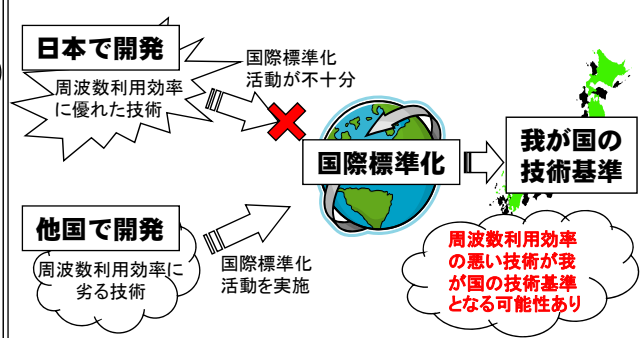 日本で開発
周波数利用効率
に優れた技術
国際標準化
活動が不十分
国際標準化
我が国の
技術基準
他国で開発
周波数利用効率に
劣る技術
国際標準化
活動を実施
周波数利用効率
の悪い技術が我
が国の技術基準
となる可能性あり